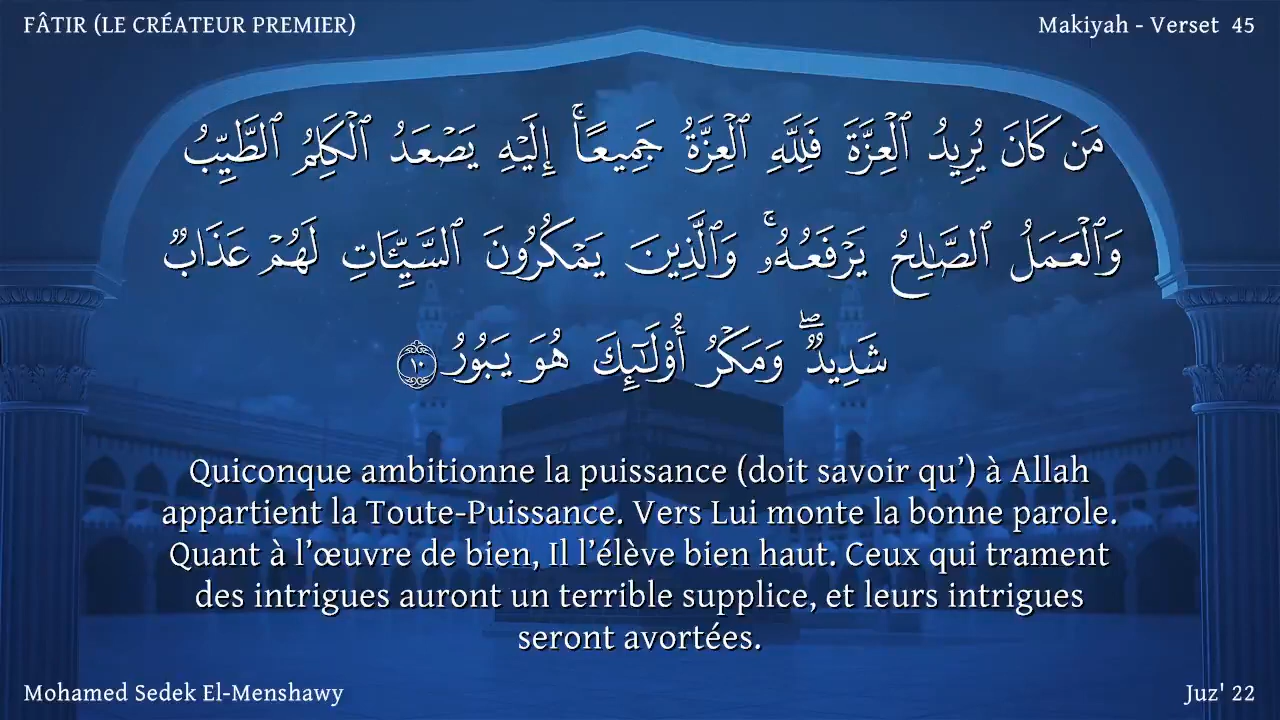 FÂTIR (LE CRÉATEUR PREMIER)
Makiyah - Verset 45
مَن كَانَ يُرِيدُ ٱلْعِزَّةَ فَلِلَّهِ ٱلْعِزَّةُ جَمِيعًا ۚ إِلَيْهِ يَصْعَدُ ٱلْكَلِمُ ٱلطَّيِّبُ
وَٱلْعَمَلُ ٱلصَّـٰلِحُ يَرْفَعُهُۥ ۚ وَٱلَّذِينَ يَمْكُرُونَ ٱلسَّيِّـَٔاتِ لَهُمْ عَذَابٌ
شَدِيدٌ ۖ وَمَكْرُ أُو۟لَـٰٓئِكَ هُوَ يَبُورُ ١٠
Quiconque ambitionne la puissance (doit savoir qu’) à Allah
appartient la Toute-Puissance. Vers Lui monte la bonne parole.
Quant à l’œuvre de bien, Il l’élève bien haut. Ceux qui trament
des intrigues auront un terrible supplice, et leurs intrigues
seront avortées.
Mohamed Sedek El-Menshawy
Juz' 22